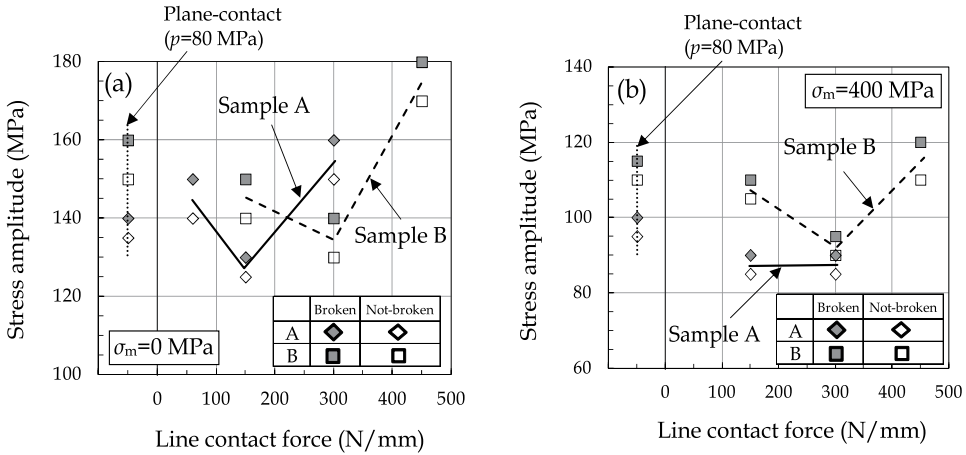 Plane-contact
(p=80 MPa)
(a)
Sample A
Sample B
Stress amplitude (MPa)
180
160
140
120
100
σm=0 MPa
Broken Not-broken
A
B
0 100 200 300 400 500
Line contact force (N/mm)
Plane-contact
(p=80 MPa)
(b)
σm=400 MPa
Sample B
Sample A
Stress amplitude (MPa)
140
120
100
80
60
Broken Not-broken
A
B
0 100 200 300 400 500
Line contact force (N/mm)